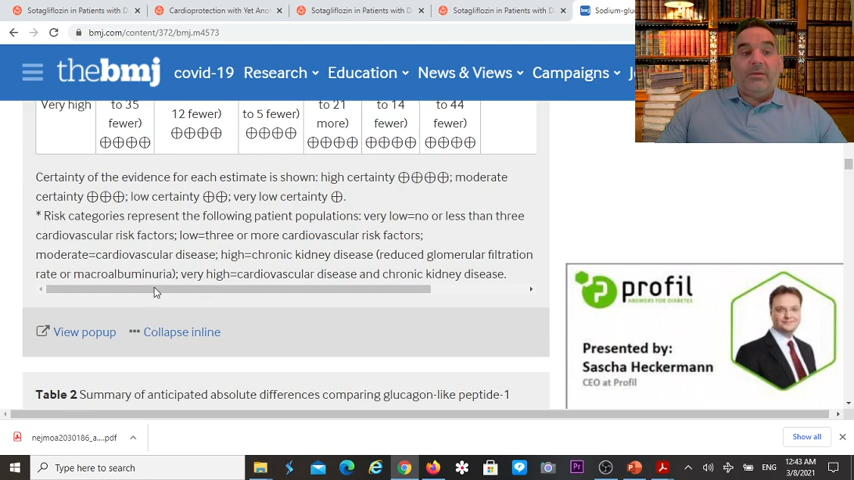 Sotagliflozin in Patients with D
Cardioprotection with Yet Ano
Sotagliflozin in Patients with D
Sotagliflozin in Patients with D
bmj
Sodium-glu
bmj.com/content/372/bmj.m4573
thebmj
covid-19 Research Education News & Views Campaigns
Very high
to 35
fewer)
⊕⊕⊕⊕
12 fewer)
⊕⊕⊕⊕
to 5 fewer)
⊕⊕⊕⊕
to 21
more)
⊕⊕⊕⊕
to 14
fewer)
⊕⊕⊕⊕
to 44
fewer)
⊕⊕⊕⊕
Certainty of the evidence for each estimate is shown: high certainty ⊕⊕⊕⊕; moderate
certainty ⊕⊕⊕; low certainty ⊕⊕; very low certainty ⊕.
* Risk categories represent the following patient populations: very low=no or less than three
cardiovascular risk factors; low=three or more cardiovascular risk factors;
moderate=cardiovascular disease; high=chronic kidney disease (reduced glomerular filtration
rate or macroalbuminuria); very high=cardiovascular disease and chronic kidney disease.
View popup
Collapse inline
Table 2 Summary of anticipated absolute differences comparing glucagon-like peptide-1
profil
ANSWERS FOR DIABETES
Presented by:
Sascha Heckermann
CEO at Profil
nejmoa2030186_a....pdf
Show all
Type here to search
Pr
ENG
12:43 AM
3/8/2021